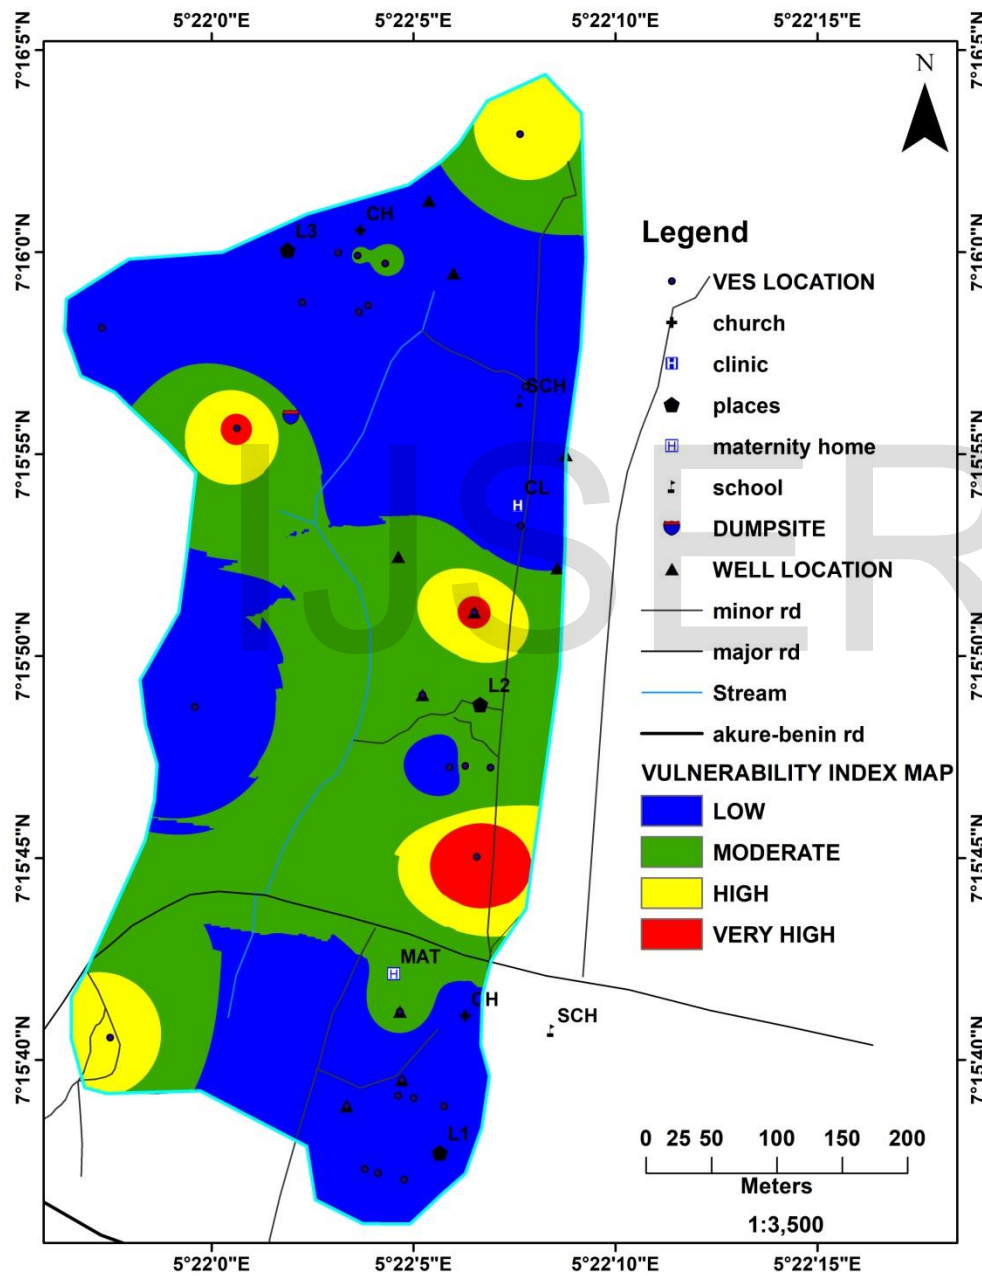 5°22'0"E 5°22'5"E 5°22'10"E 5°22'15"E
7°16'5"N 7°16'5"N
N
CH
L3
7°16'0"N 7°16'0"N
Legend
VES LOCATION
church
clinic
places
maternity home
school
DUMPSITE
WELL LOCATION
minor rd
major rd
Stream
akure-benin rd
VULNERABILITY INDEX MAP
LOW
MODERATE
HIGH
VERY HIGH
SCH
7°15'55"N 7°15'55"N
IJSER
CL
H
7°15'50"N 7°15'50"N
L2
7°15'45"N 7°15'45"N
MAT
H
CH
SCH
7°15'40"N 7°15'40"N
L1
0 25 50 100 150 200
Meters
1:3,500
5°22'0"E 5°22'5"E 5°22'10"E 5°22'15"E